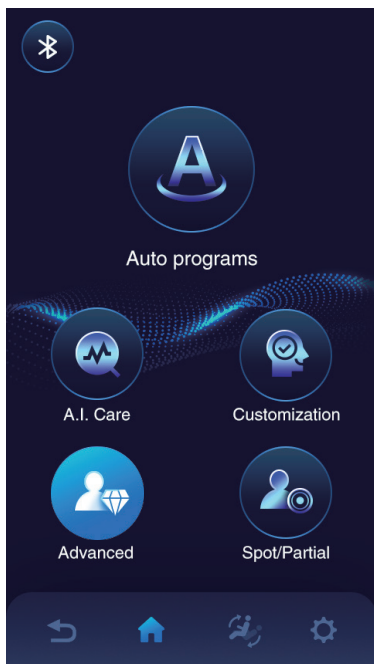 A
Auto programs
A.I. Care
Customization
Advanced
Spot/Partial